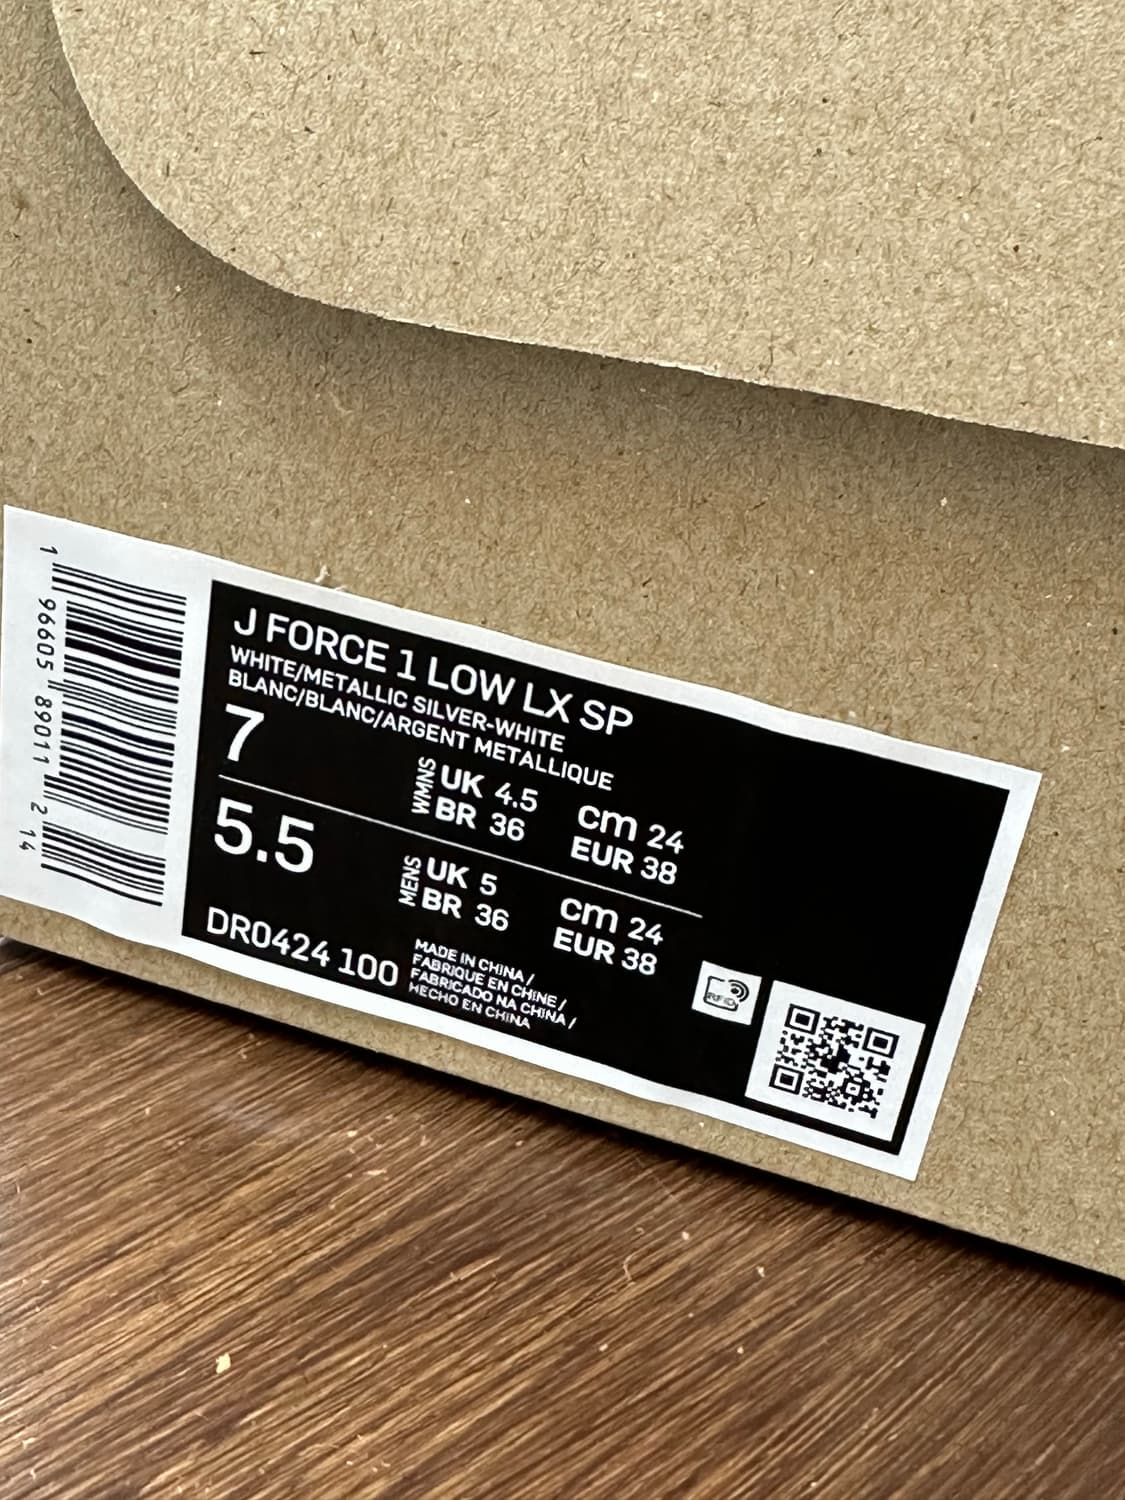 1 96605 89011 2 14
J FORCE 1 LOW LX SP
WHITE/METALLIC SILVER-WHITE
BLANC/BLANC/ARGENT METALLIQUE
7
WMNS
UK 4.5
BR 36
cm 24
EUR 38
5.5
MENS
UK 5
BR 36
cm 24
EUR 38
DR0424 100
MADE IN CHINA /
FABRIQUE EN CHINE /
FABRICADO NA CHINA /
HECHO EN CHINA
RFID